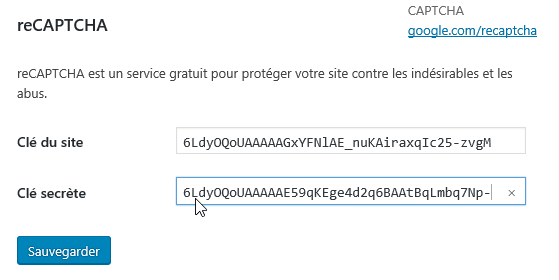 reCAPTCHA
CAPTCHA
google.com/recaptcha
reCAPTCHA est un service gratuit pour protéger votre site contre les indésirables et les
abus.
Clé du site
6LdyOQoUAAAAAGxYFNlAE_nuKAiraxqIc25-zvgM
Clé secrète
6LdyOQoUAAAAAE59qKEge4d2q6BAAtBqLmbq7Np-
Sauvegarder